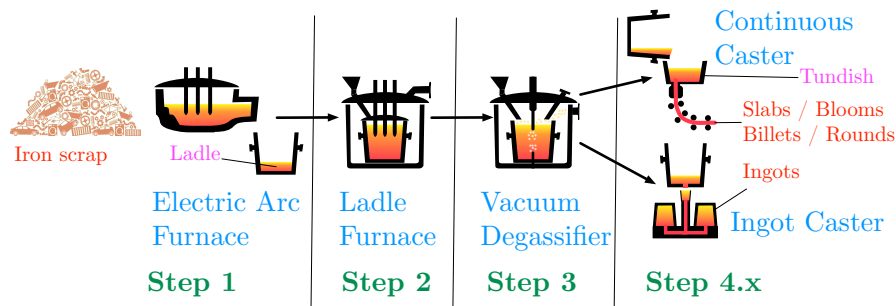 Iron scrap
Ladle
Electric Arc
Furnace
Step 1
Ladle
Furnace
Step 2
Vacuum
Degassifier
Step 3
Continuous
Caster
Tundish
Slabs / Blooms
Billets / Rounds
Ingots
Ingot Caster
Step 4.x